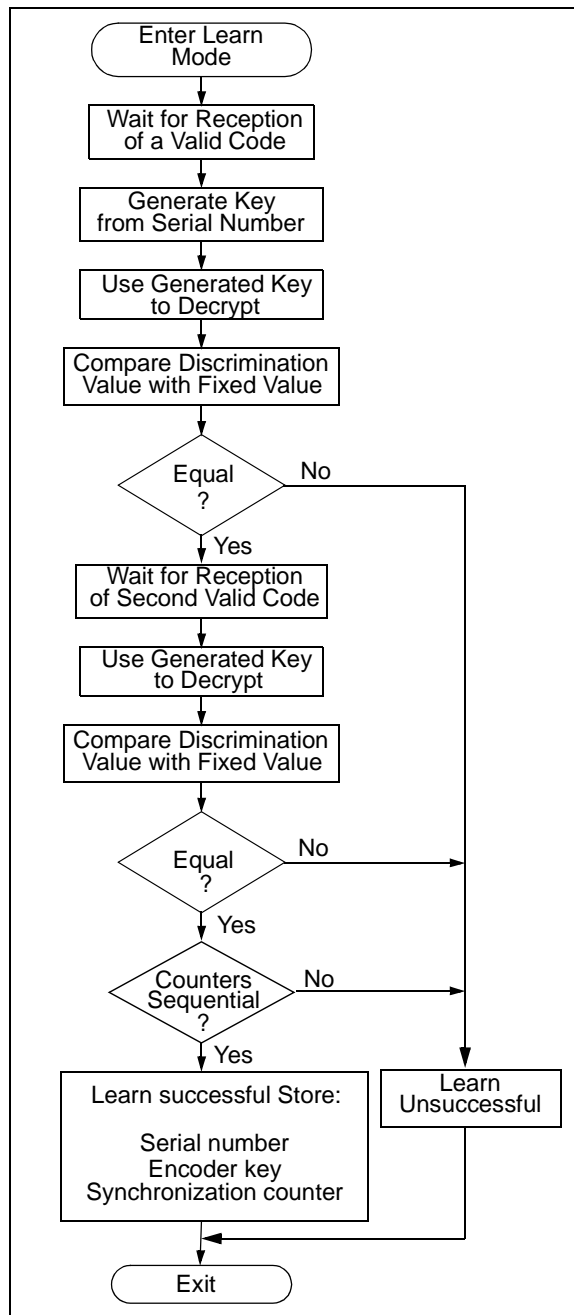 Enter Learn
Mode
Wait for Reception
of a Valid Code
Generate Key
from Serial Number
Use Generated Key
to Decrypt
Compare Discrimination
Value with Fixed Value
Equal
?
No
Yes
Wait for Reception
of Second Valid Code
Use Generated Key
to Decrypt
Compare Discrimination
Value with Fixed Value
Equal
?
No
Yes
Counters
Sequential
?
No
Yes
Learn successful Store:
Serial number
Encoder key
Synchronization counter
Learn
Unsuccessful
Exit